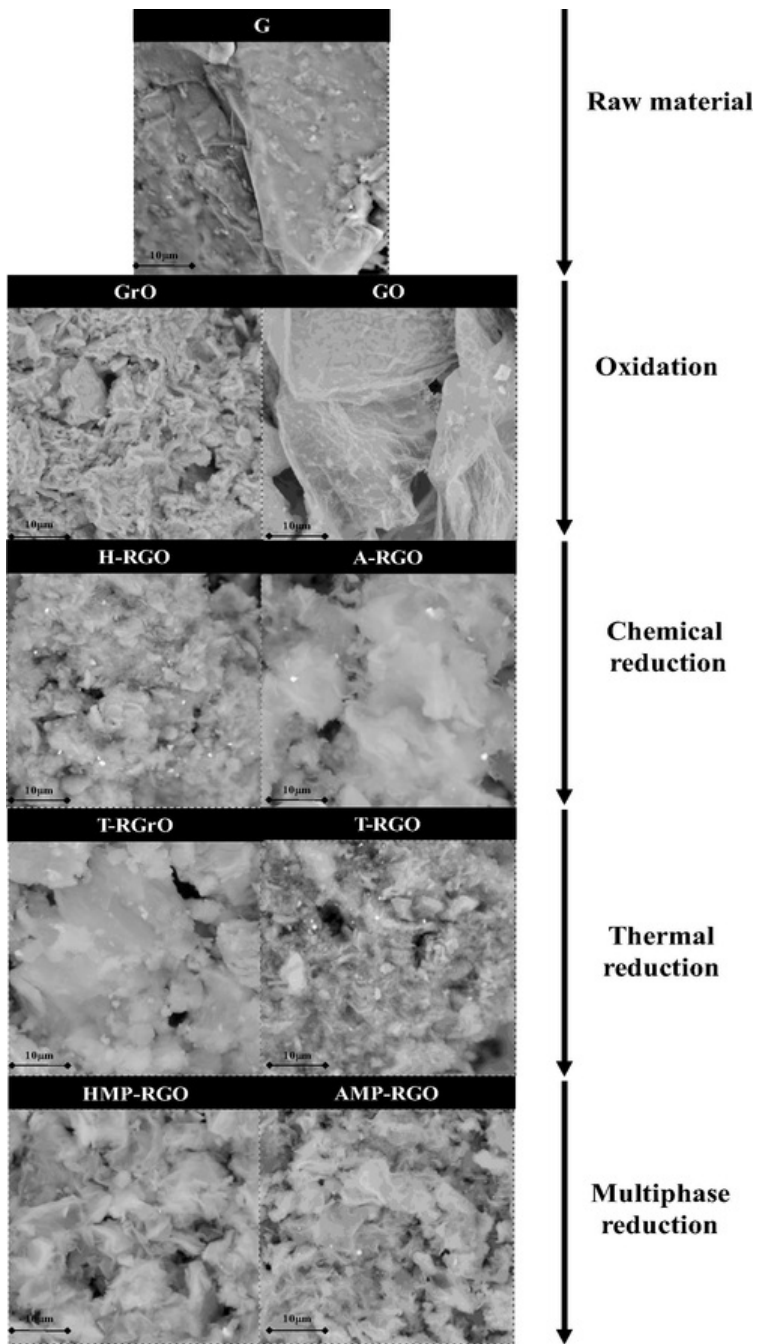 G
Raw material
10μm
GrO
GO
Oxidation
10μm
10μm
H-RGO
A-RGO
Chemical
reduction
10μm
10μm
T-RGrO
T-RGO
Thermal
reduction
10μm
10μm
HMP-RGO
AMP-RGO
Multiphase
reduction
10μm
10μm